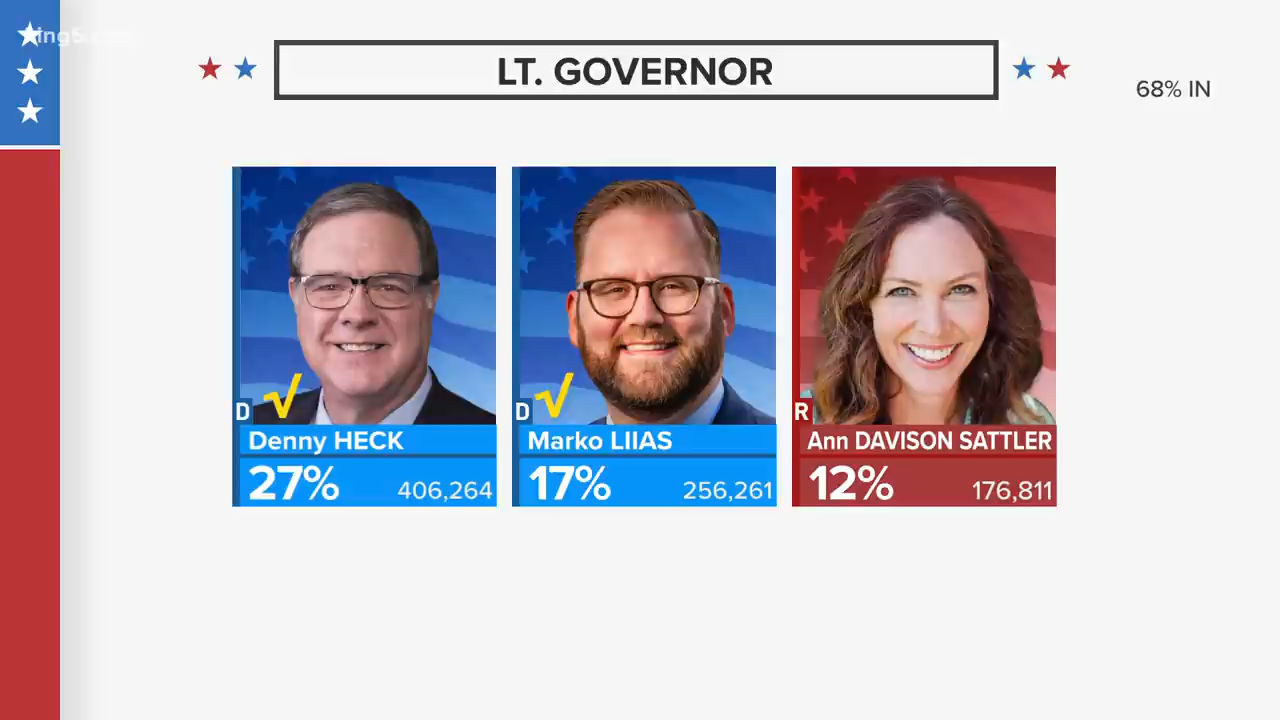 LT. GOVERNOR
68% IN
D √
Denny HECK
27% 406,264
D √
Marko LIIAS
17% 256,261
R
Ann DAVISON SATTLER
12% 176,811